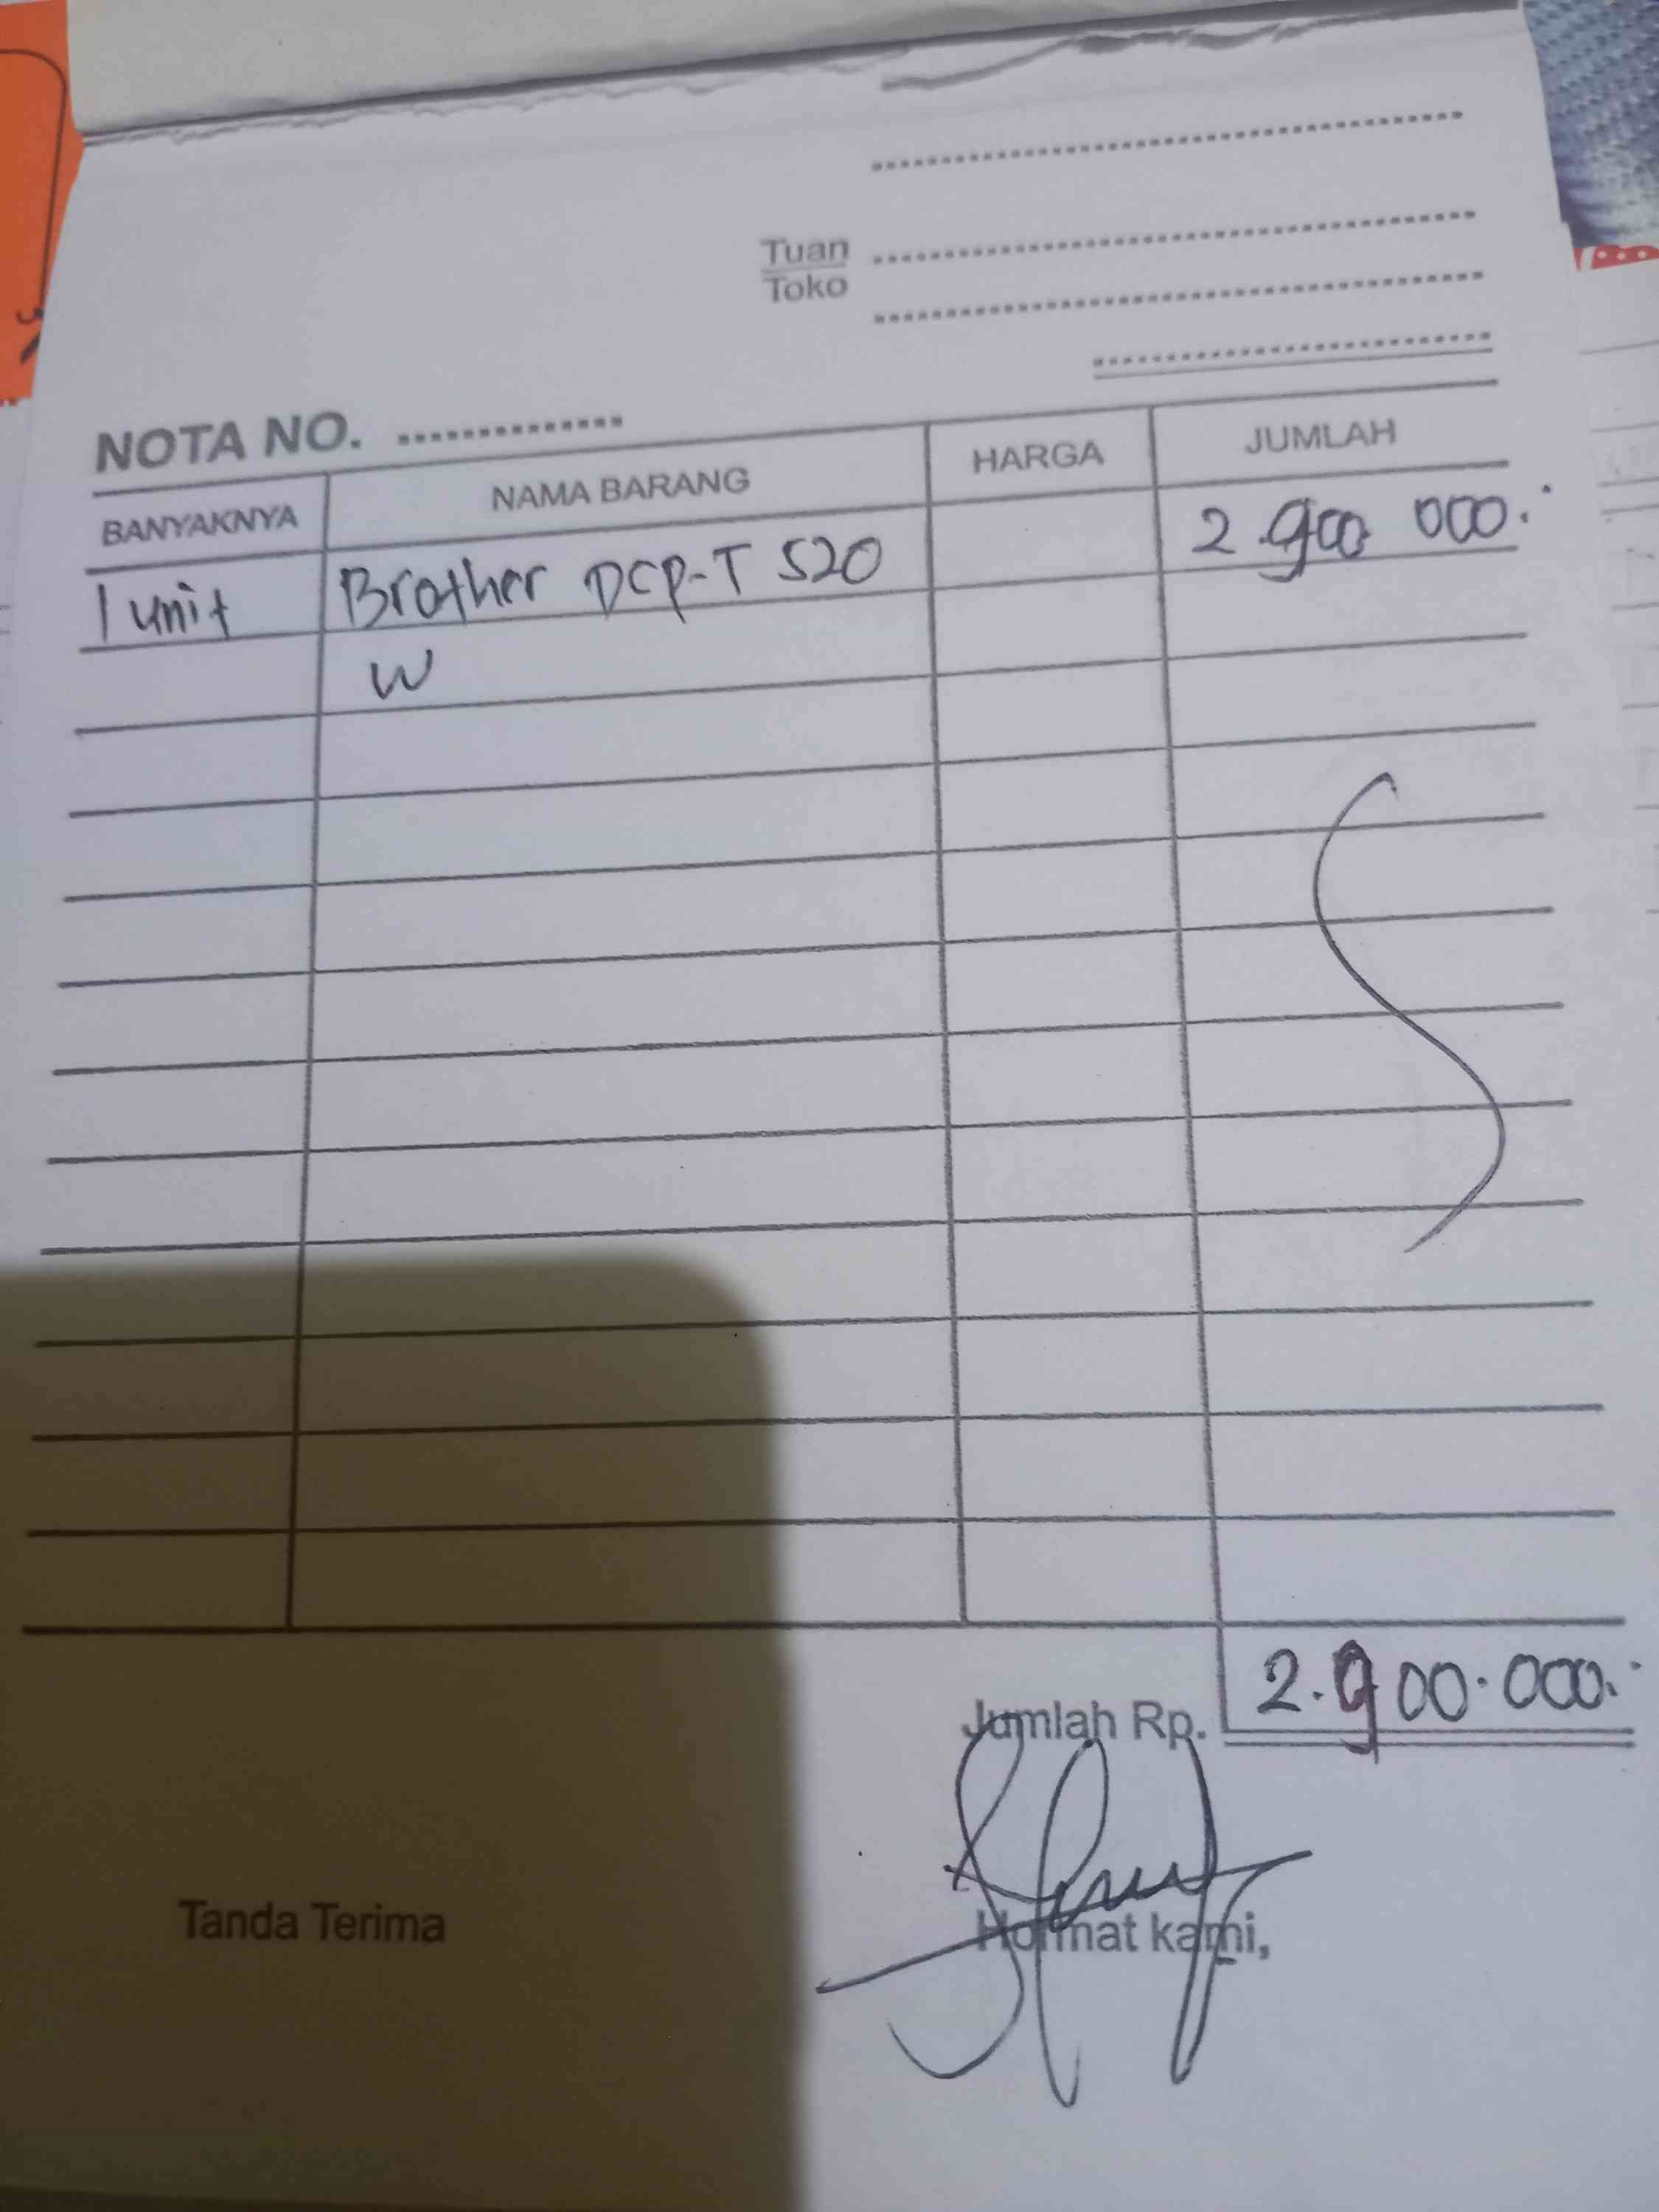 Tuan
Toko
NOTA NO. ..............
BANYAKNYA NAMA BARANG HARGA JUMLAH
1 unit Brother DCP-T 520 2.900 000.-
W
Jumlah Rp. 2.900.000.-
Tanda Terima Hormat kami,